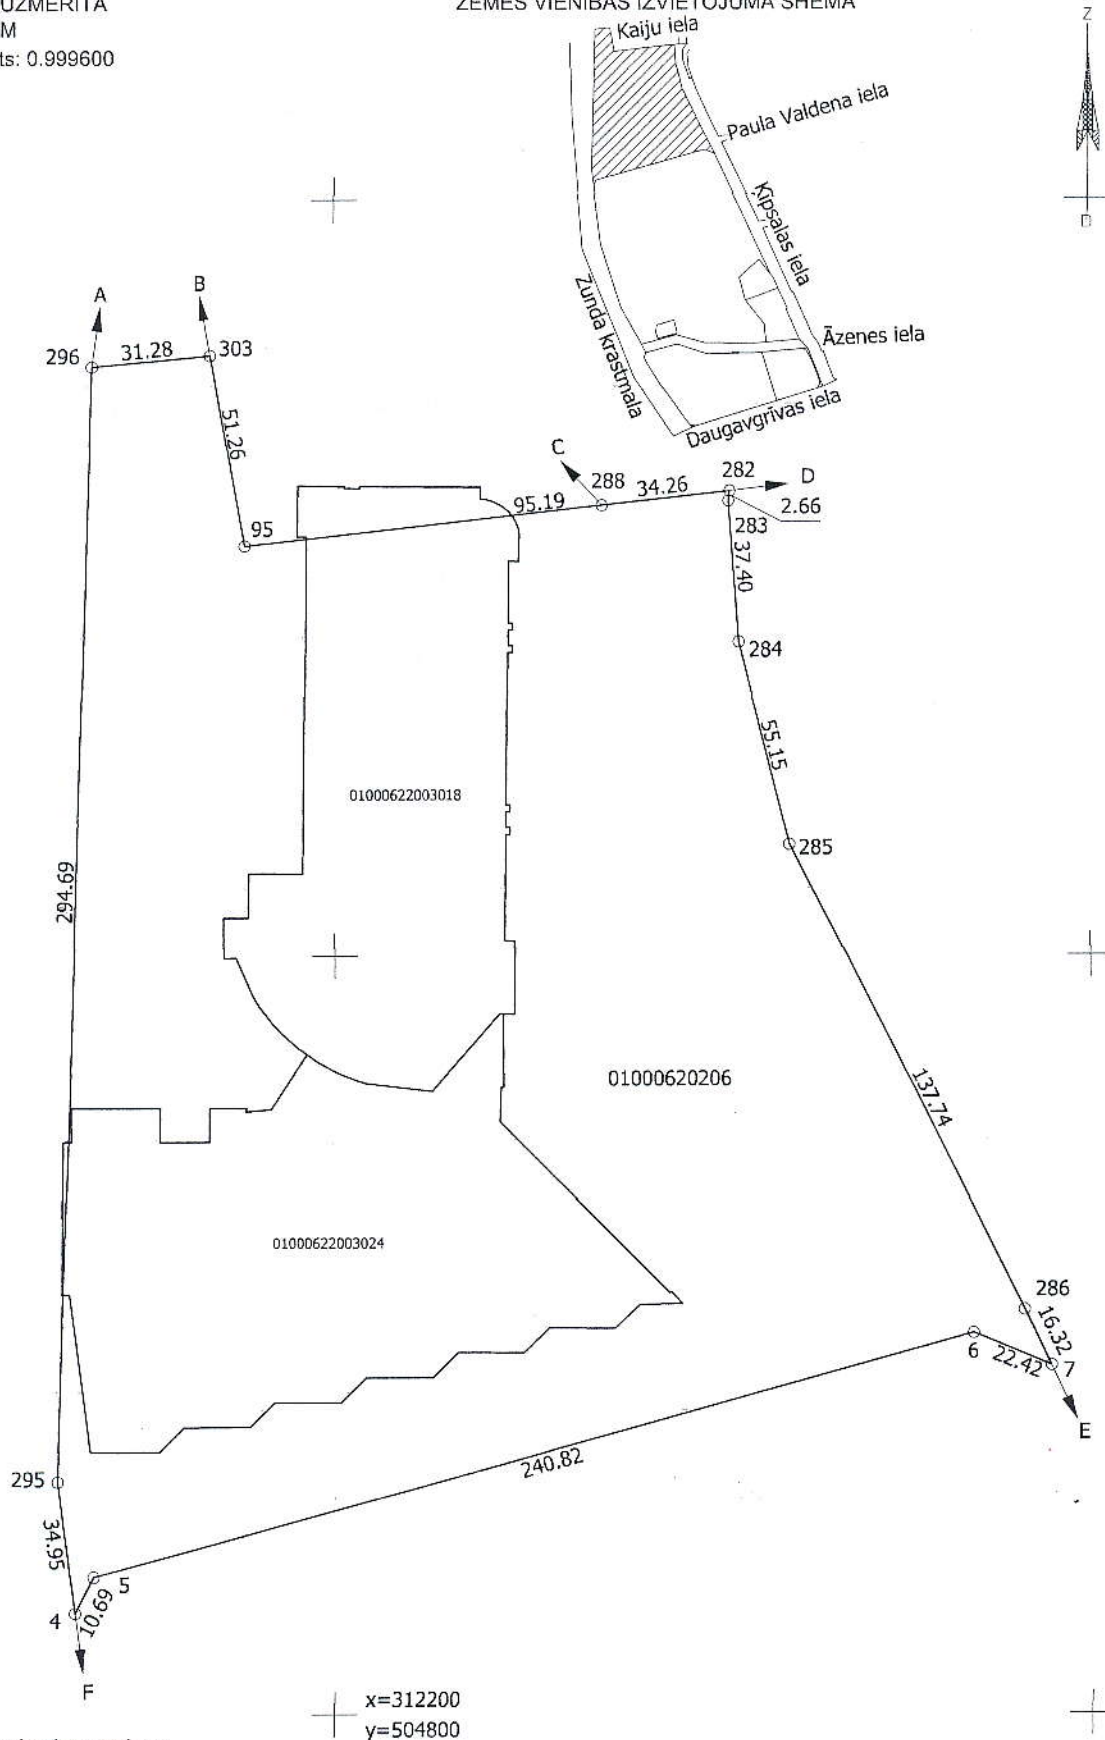 UZMĒRĪTA
ZEMES VIENĪBAS IZVIETOJUMA SHĒMA
M
ts: 0.999600
Z
D
Kaiju iela
Paula Valdena iela
Ķīpsalas iela
Zunda krastmala
Āzenes iela
Daugavgrīvas iela
A
B
296
31.28
303
51.26
C
288
34.26
282
D
95.19
2.66
95
283
37.40
284
55.15
01000622003018
285
294.69
01000620206
137.74
01000622003024
286
16.32
6
22.42
7
E
240.82
295
34.95
5
10.69
4
F
x=312200
y=504800